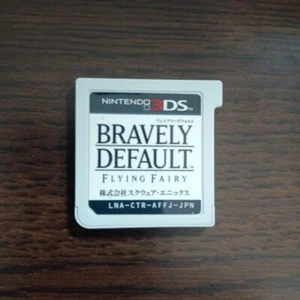 NINTENDO 3DS
ブレイブリーデフォルト
BRAVELY
DEFAULT
FLYING FAIRY
株式会社スクウェア・エニックス
LNA-CTR-AFFJ-JPN